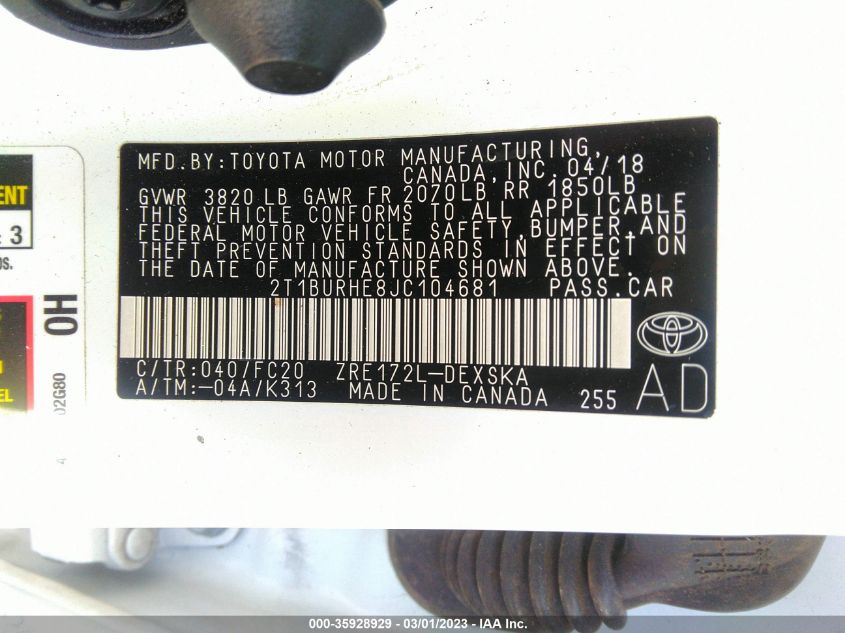 MFD. BY: TOYOTA MOTOR MANUFACTURING,
CANADA, INC. 04/18
GVWR 3820 LB GAWR FR 2070LB, RR 1850LB
THIS VEHICLE CONFORMS TO ALL APPLICABLE
FEDERAL MOTOR VEHICLE SAFETY, BUMPER, AND
THEFT PREVENTION STANDARDS IN EFFECT ON
THE DATE OF MANUFACTURE SHOWN ABOVE.
2T1BURHE8JC104681 PASS. CAR
C/TR: 040/FC20 ZRE172L-DEXSKA
A/TM: -04A/K313 MADE IN CANADA 255
AD
3
0H
02G80
4
000-35928929 — 03/01/2023 — IAA Inc.